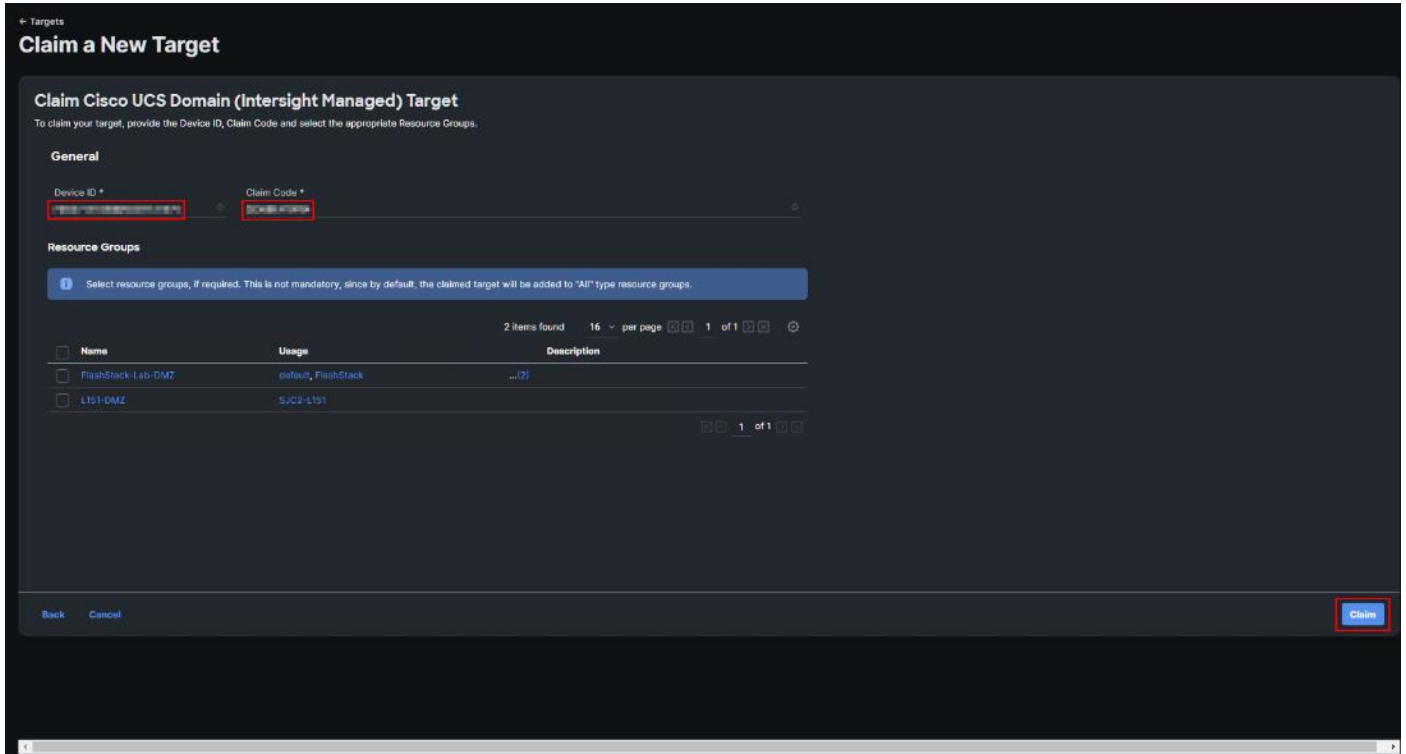 ← Targets
Claim a New Target
Claim Cisco UCS Domain (Intersight Managed) Target
To claim your target, provide the Device ID, Claim Code and select the appropriate Resource Groups.
General
Device ID * Claim Code *
Resource Groups
Select resource groups, if required. This is not mandatory, since by default, the claimed target will be added to "All" type resource groups.
2 items found 16 per page 1 of 1
Name Usage Description
FlashStack-Lab-DMZ default, FlashStack ...(2)
L151-DMZ SJC2-L151
1 of 1
Back Cancel Claim